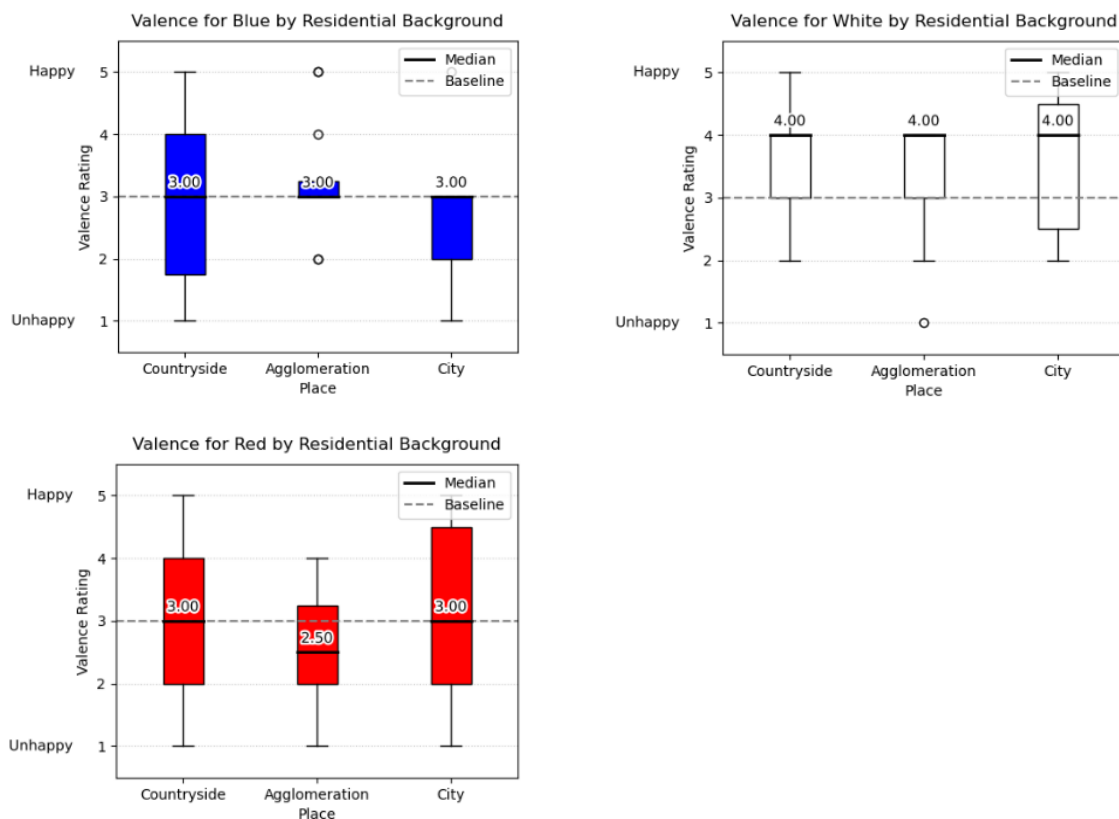 Valence for Blue by Residential Background
Median
Baseline
Happy
5
4
3
2
Unhappy
1
Valence Rating
3.00
3.00
3.00
Countryside
Agglomeration
City
Place
Valence for White by Residential Background
Median
Baseline
Happy
5
4
3
2
Unhappy
1
Valence Rating
4.00
4.00
4.00
Countryside
Agglomeration
City
Place
Valence for Red by Residential Background
Median
Baseline
Happy
5
4
3
2
Unhappy
1
Valence Rating
3.00
2.50
3.00
Countryside
Agglomeration
City
Place